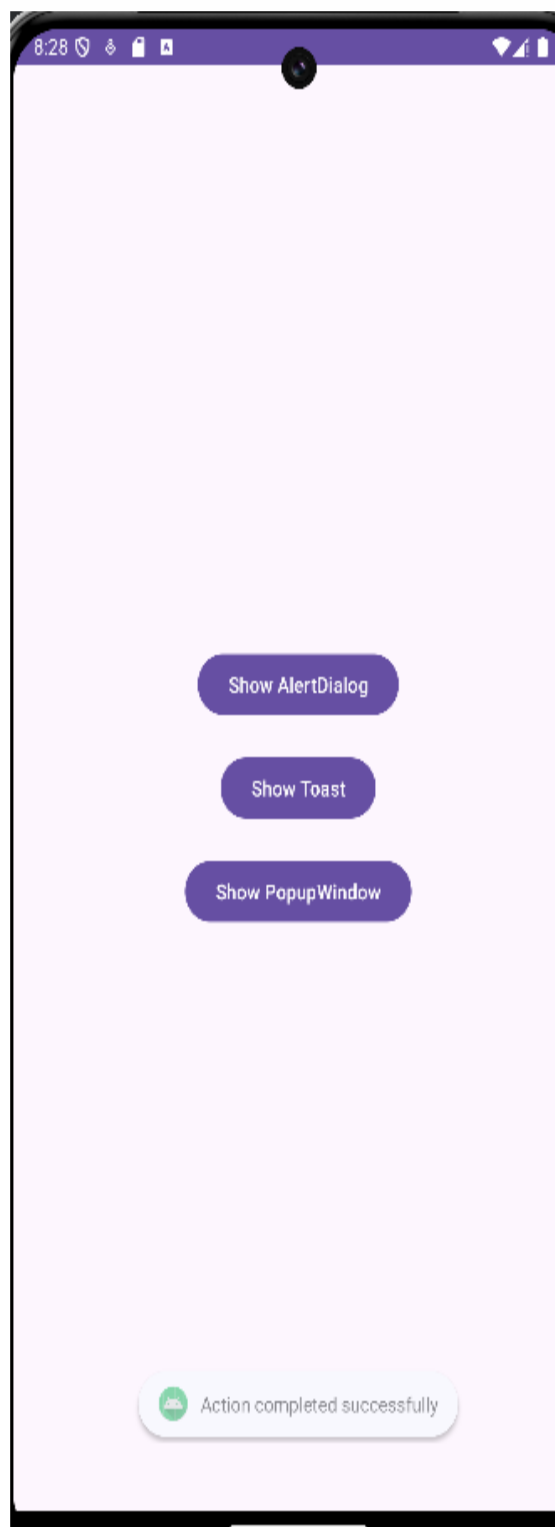 8:28
Show AlertDialog
Show Toast
Show PopupWindow
Action completed successfully